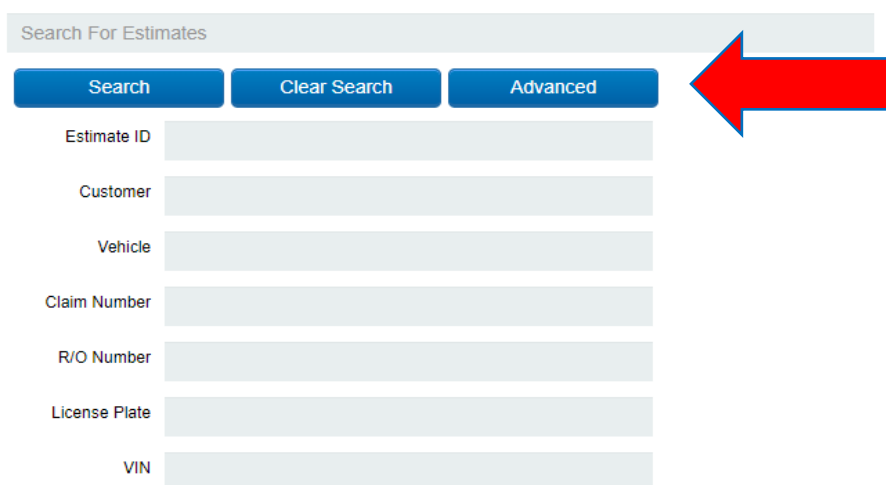 Search For Estimates
Search Clear Search Advanced
Estimate ID
Customer
Vehicle
Claim Number
R/O Number
License Plate
VIN